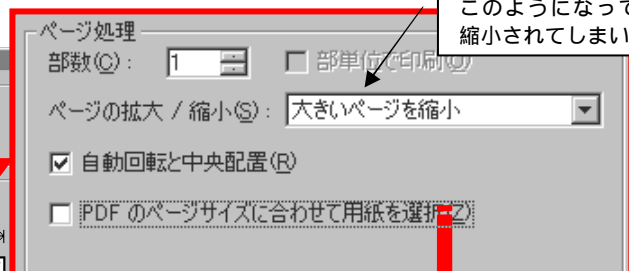 このようになって
縮小されてしまい
ページ処理
部数(C): 1 部単位で印刷(O)
ページの拡大 / 縮小(S): 大きいページを縮小
自動回転と中央配置(R)
PDF のページサイズに合わせて用紙を選択(Z)